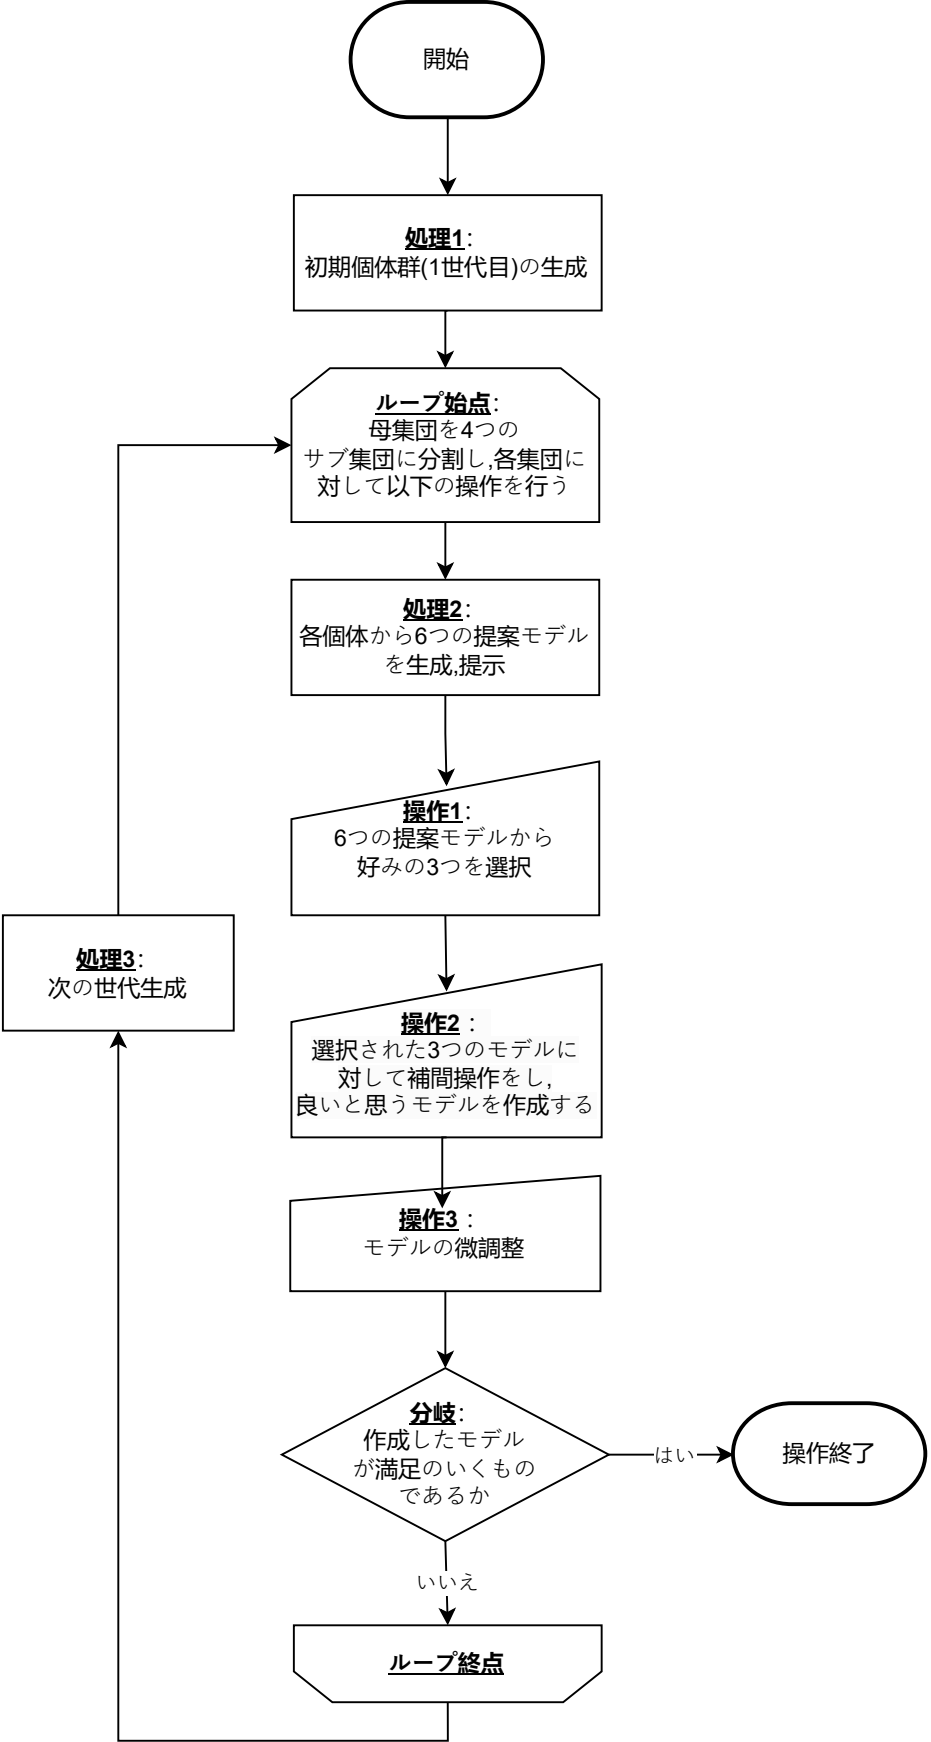 開始
処理1:
初期個体群(1世代目)の生成
ループ始点:
母集団を4つの
サブ集団に分割し,各集団に
対して以下の操作を行う
処理2:
各個体から6つの提案モデル
を生成,提示
操作1:
6つの提案モデルから
好みの3つを選択
処理3:
次の世代生成
操作2：
選択された3つのモデルに
対して補間操作をし,
良いと思うモデルを作成する
操作3：
モデルの微調整
分岐:
作成したモデル
が満足のいくもの
であるか
はい
操作終了
いいえ
ループ終点